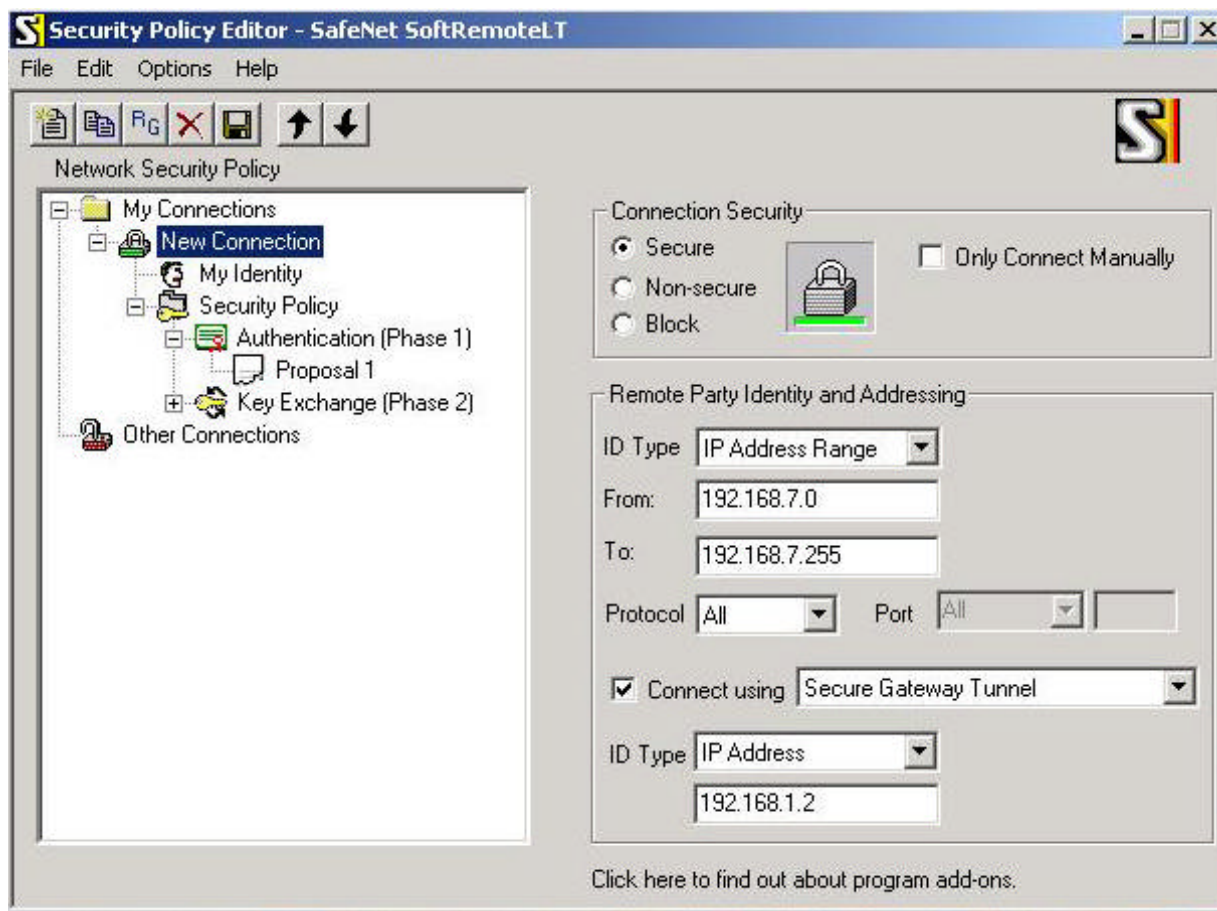 Security Policy Editor - SafeNet SoftRemoteLT
File Edit Options Help
RG
Network Security Policy
My Connections
New Connection
My Identity
Security Policy
Authentication (Phase 1)
Proposal 1
Key Exchange (Phase 2)
Other Connections
Connection Security
Secure
Non-secure
Block
Only Connect Manually
Remote Party Identity and Addressing
ID Type IP Address Range
From: 192.168.7.0
To: 192.168.7.255
Protocol All Port All
Connect using Secure Gateway Tunnel
ID Type IP Address
192.168.1.2
Click here to find out about program add-ons.